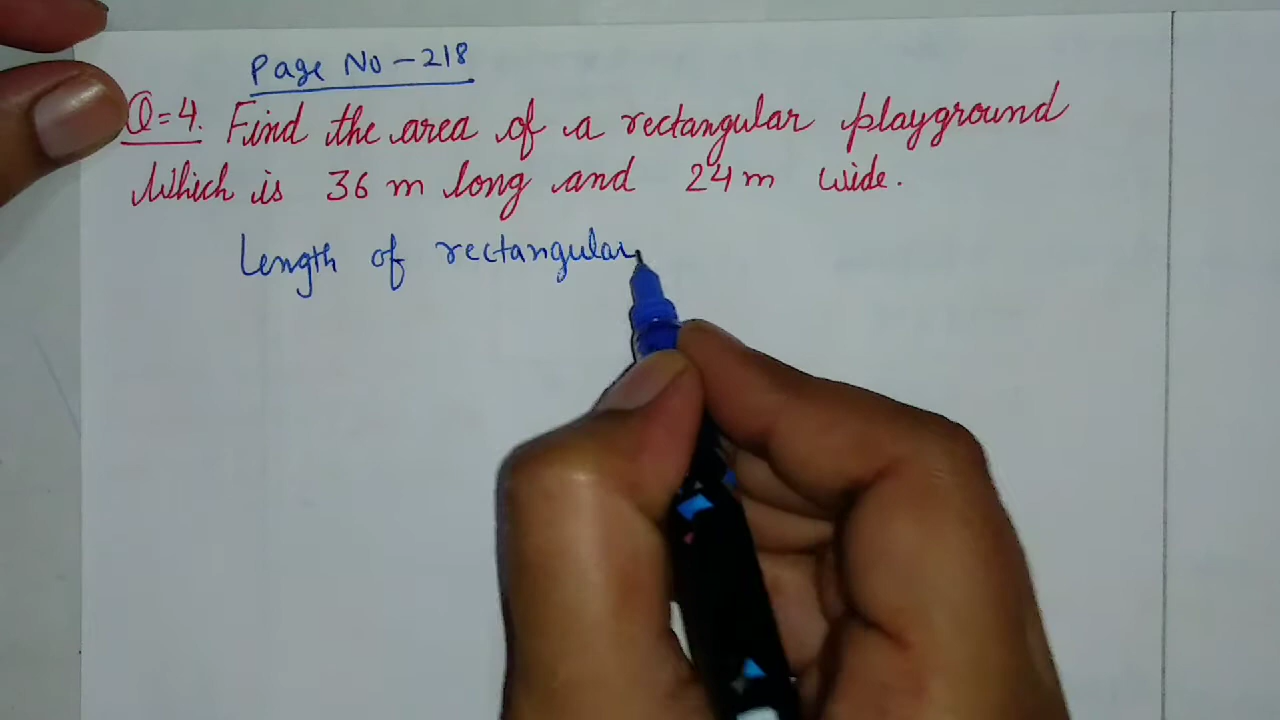 Page No - 218
Q=4. Find the area of a rectangular playground
Which is 36 m long and 24 m wide.
Length of rectangular